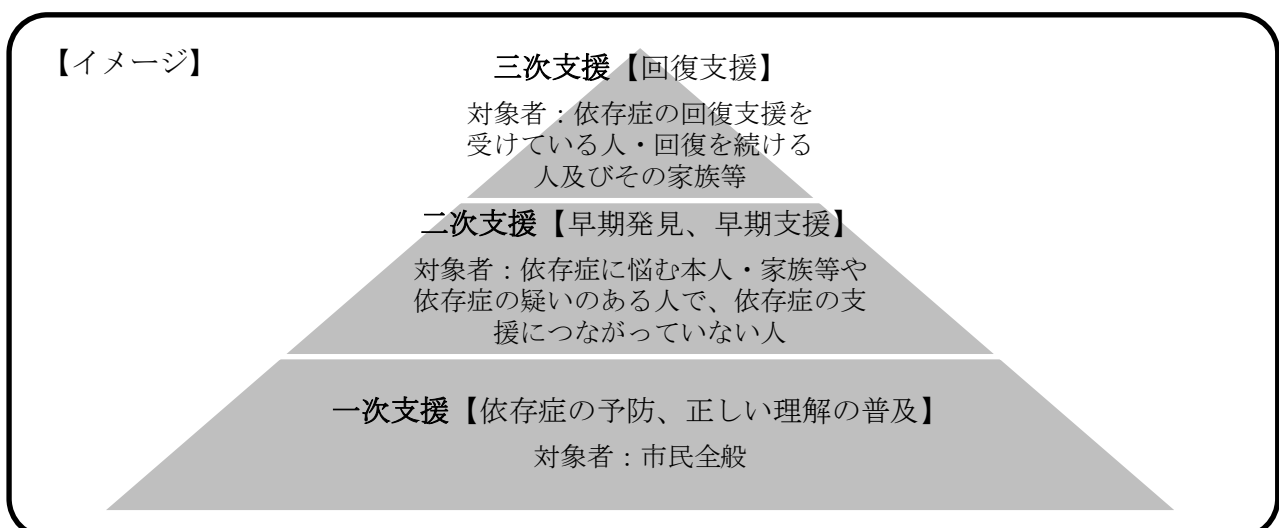 【イメージ】
三次支援【回復支援】
対象者：依存症の回復支援を
受けている人・回復を続ける
人及びその家族等
二次支援【早期発見、早期支援】
対象者：依存症に悩む本人・家族等や
依存症の疑いのある人で、依存症の支
援につながっていない人
一次支援【依存症の予防、正しい理解の普及】
対象者：市民全般